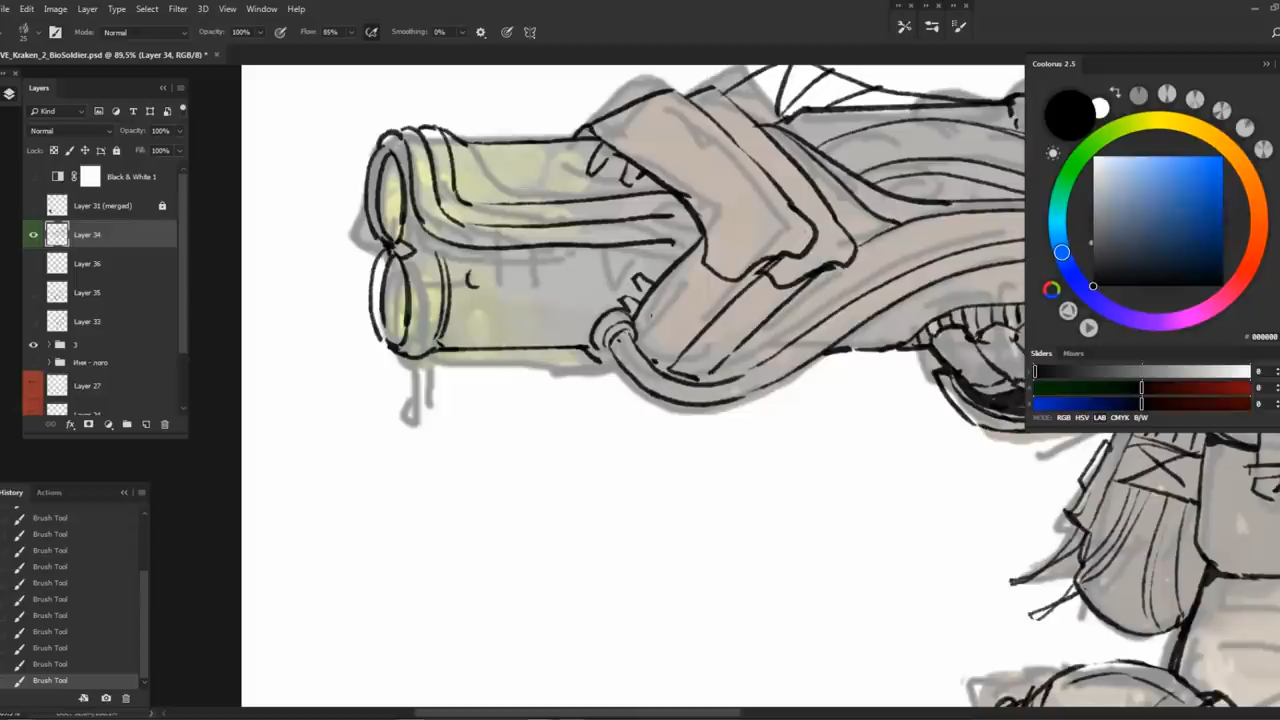 Edit Image Layer Type Select Filter 3D View Window Help
25 Mode: Normal Opacity: 100% Flow: 85% Smoothing: 0%
VE_Kraken_2_BioSoldier.psd @ 89,5% (Layer 34, RGB/8) *
Coolorus 2.5
Layers
Kind
Normal Opacity: 100%
Lock: Fill: 100%
Black & White 1
Layer 31 (merged)
Layer 34
Layer 36
Layer 35
Layer 33
3
Layer 27
# 000000
Sliders Mixers
0
0
0
MODE: RGB HSV LAB CMYK B/W
History Actions
Brush Tool
Brush Tool
Brush Tool
Brush Tool
Brush Tool
Brush Tool
Brush Tool
Brush Tool
Brush Tool
Brush Tool
Brush Tool